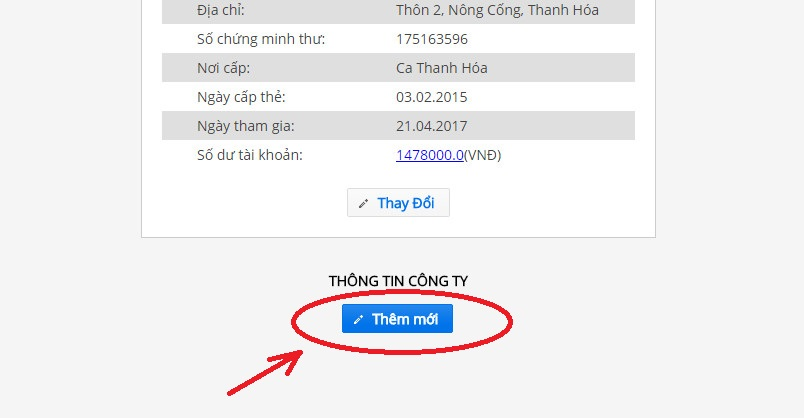 Địa chỉ: Thôn 2, Nông Cống, Thanh Hóa
Số chứng minh thư: 175163596
Nơi cấp: Ca Thanh Hóa
Ngày cấp thẻ: 03.02.2015
Ngày tham gia: 21.04.2017
Số dư tài khoản: 1478000.0(VNĐ)
Thay Đổi
THÔNG TIN CÔNG TY
Thêm mới